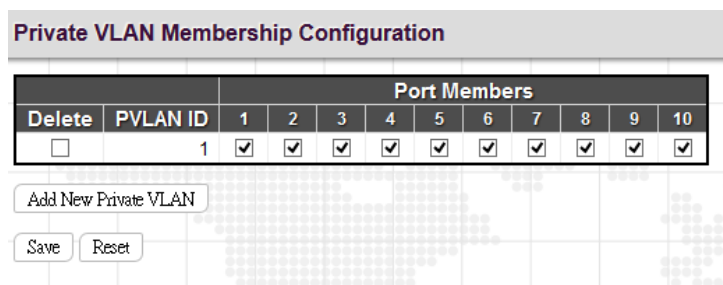 Private VLAN Membership Configuration
Port Members
Delete PVLAN ID 1 2 3 4 5 6 7 8 9 10
1
Add New Private VLAN
Save Reset